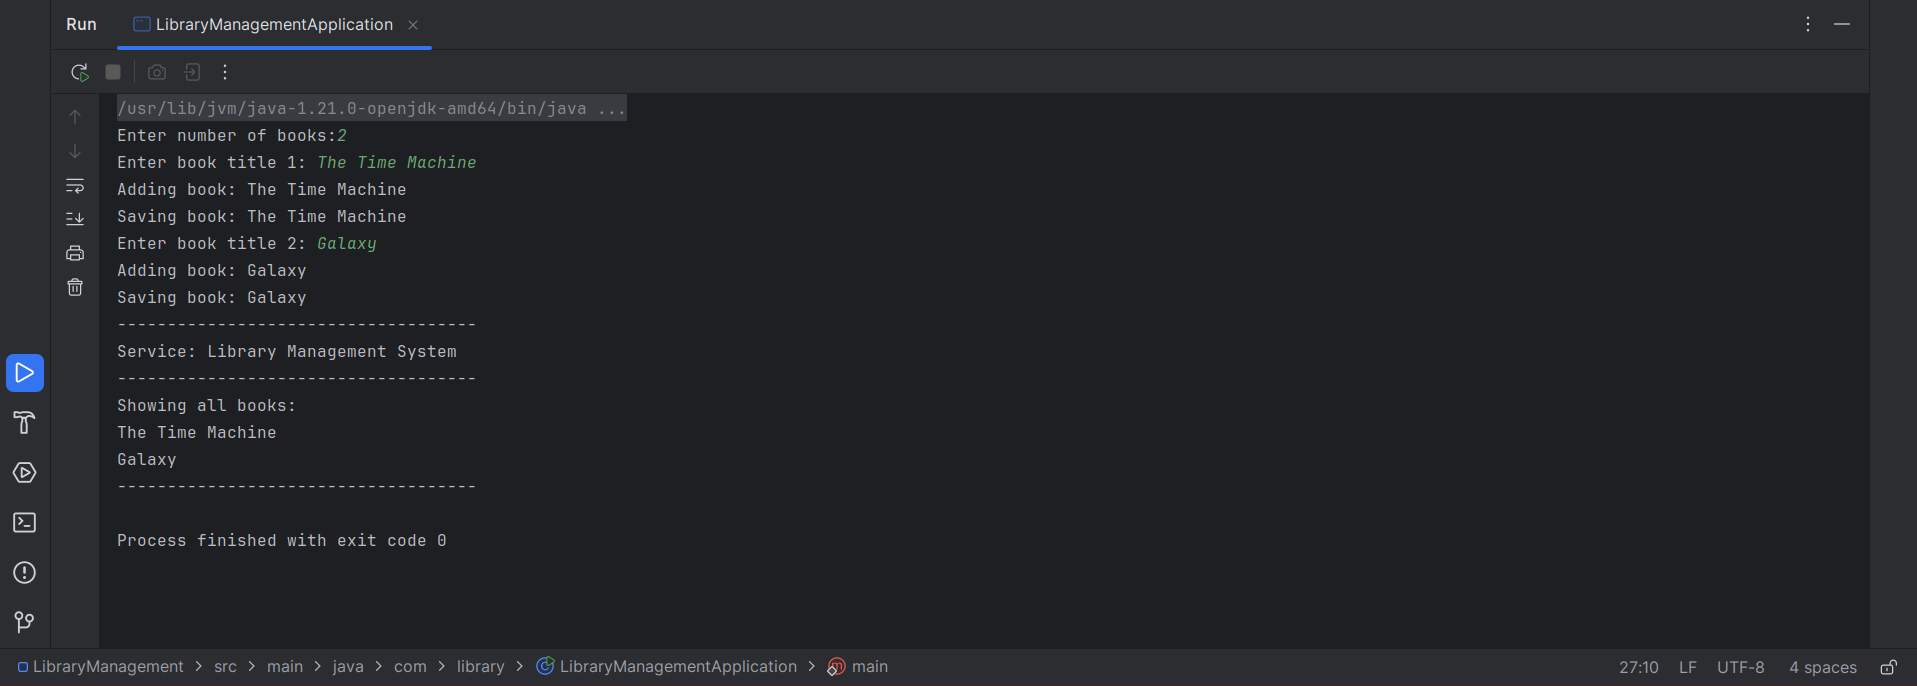 Run LibraryManagementApplication
/usr/lib/jvm/java-1.21.0-openjdk-amd64/bin/java ...
Enter number of books:2
Enter book title 1: The Time Machine
Adding book: The Time Machine
Saving book: The Time Machine
Enter book title 2: Galaxy
Adding book: Galaxy
Saving book: Galaxy
------------------------------------
Service: Library Management System
------------------------------------
Showing all books:
The Time Machine
Galaxy
------------------------------------
Process finished with exit code 0
LibraryManagement > src > main > java > com > library > LibraryManagementApplication > main 27:10 LF UTF-8 4 spaces